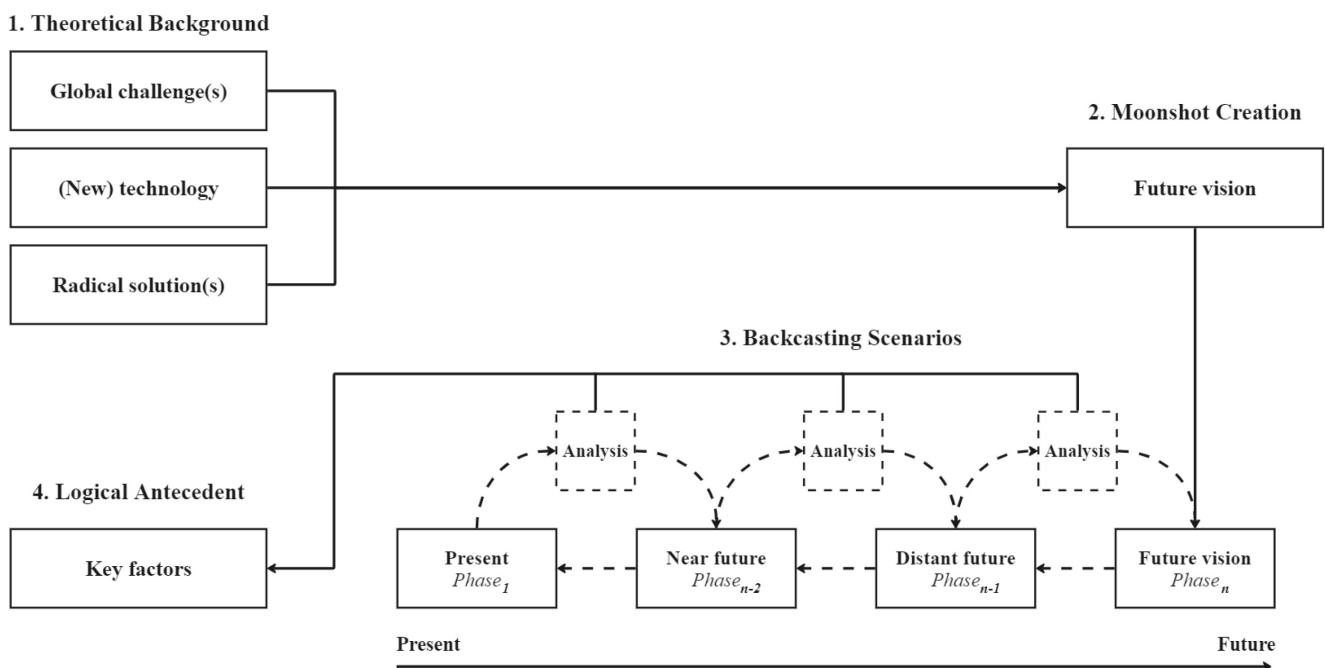 1. Theoretical Background
Global challenge(s)
(New) technology
Radical solution(s)
2. Moonshot Creation
Future vision
3. Backcasting Scenarios
Analysis
Analysis
Analysis
4. Logical Antecedent
Key factors
Present
Phase1
Near future
Phasen-2
Distant future
Phasen-1
Future vision
Phasen
Present
Future